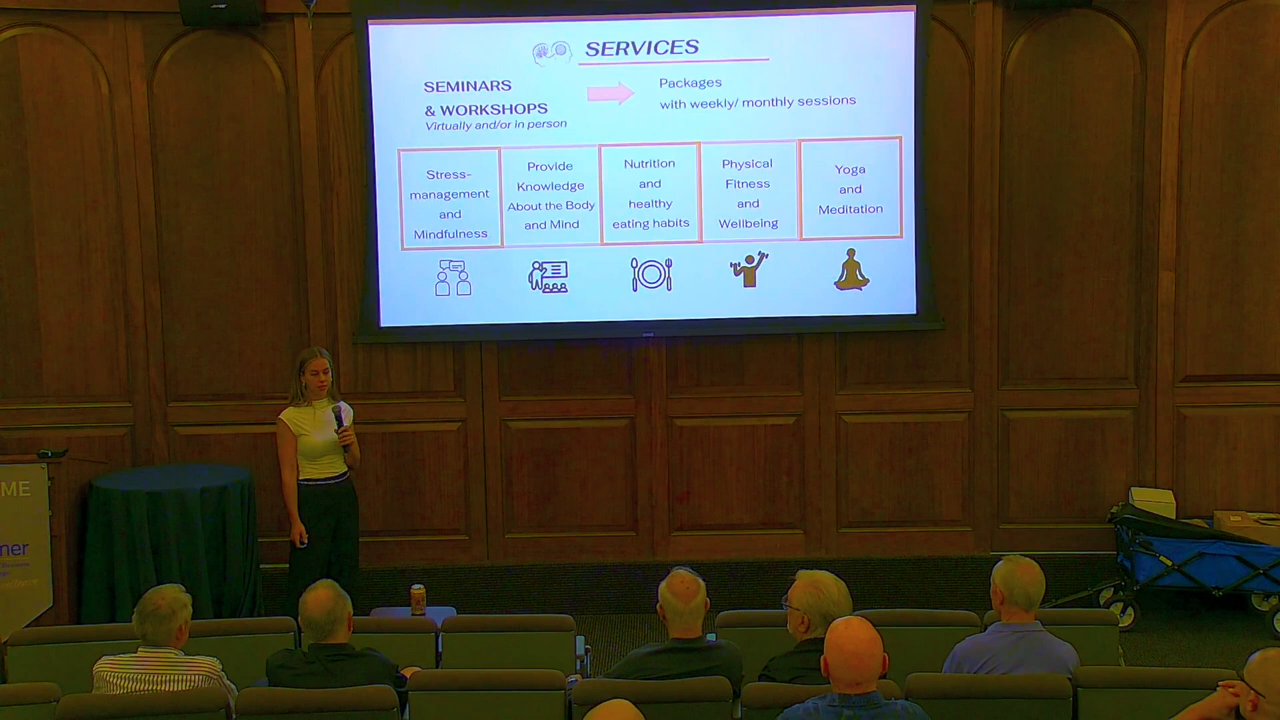 SERVICES
SEMINARS
& WORKSHOPS
Virtually and/or in person
Packages
with weekly/ monthly sessions
Stress-
management
and
Mindfulness
Provide
Knowledge
About the Body
and Mind
Nutrition
and
healthy
eating habits
Physical
Fitness
and
Wellbeing
Yoga
and
Meditation
ME
mer